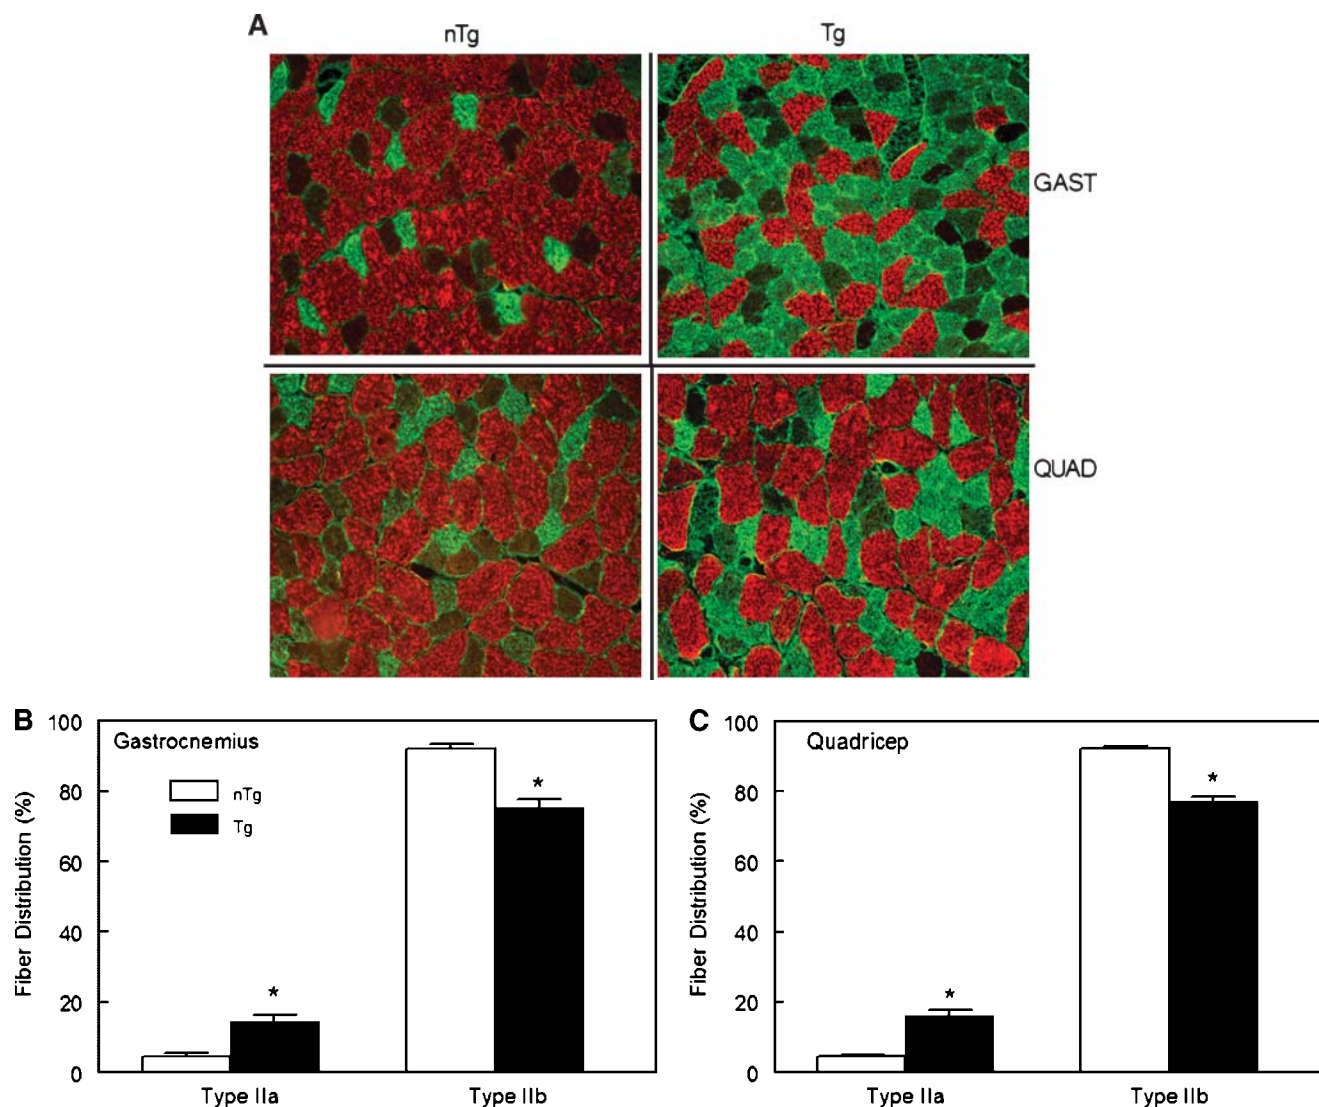 A
nTg
Tg
GAST
QUAD
B
Gastrocnemius
nTg
Tg
Fiber Distribution (%)
100
80
60
40
20
0
*
*
Type IIa
Type IIb
C
Quadricep
Fiber Distribution (%)
100
80
60
40
20
0
*
*
Type IIa
Type IIb